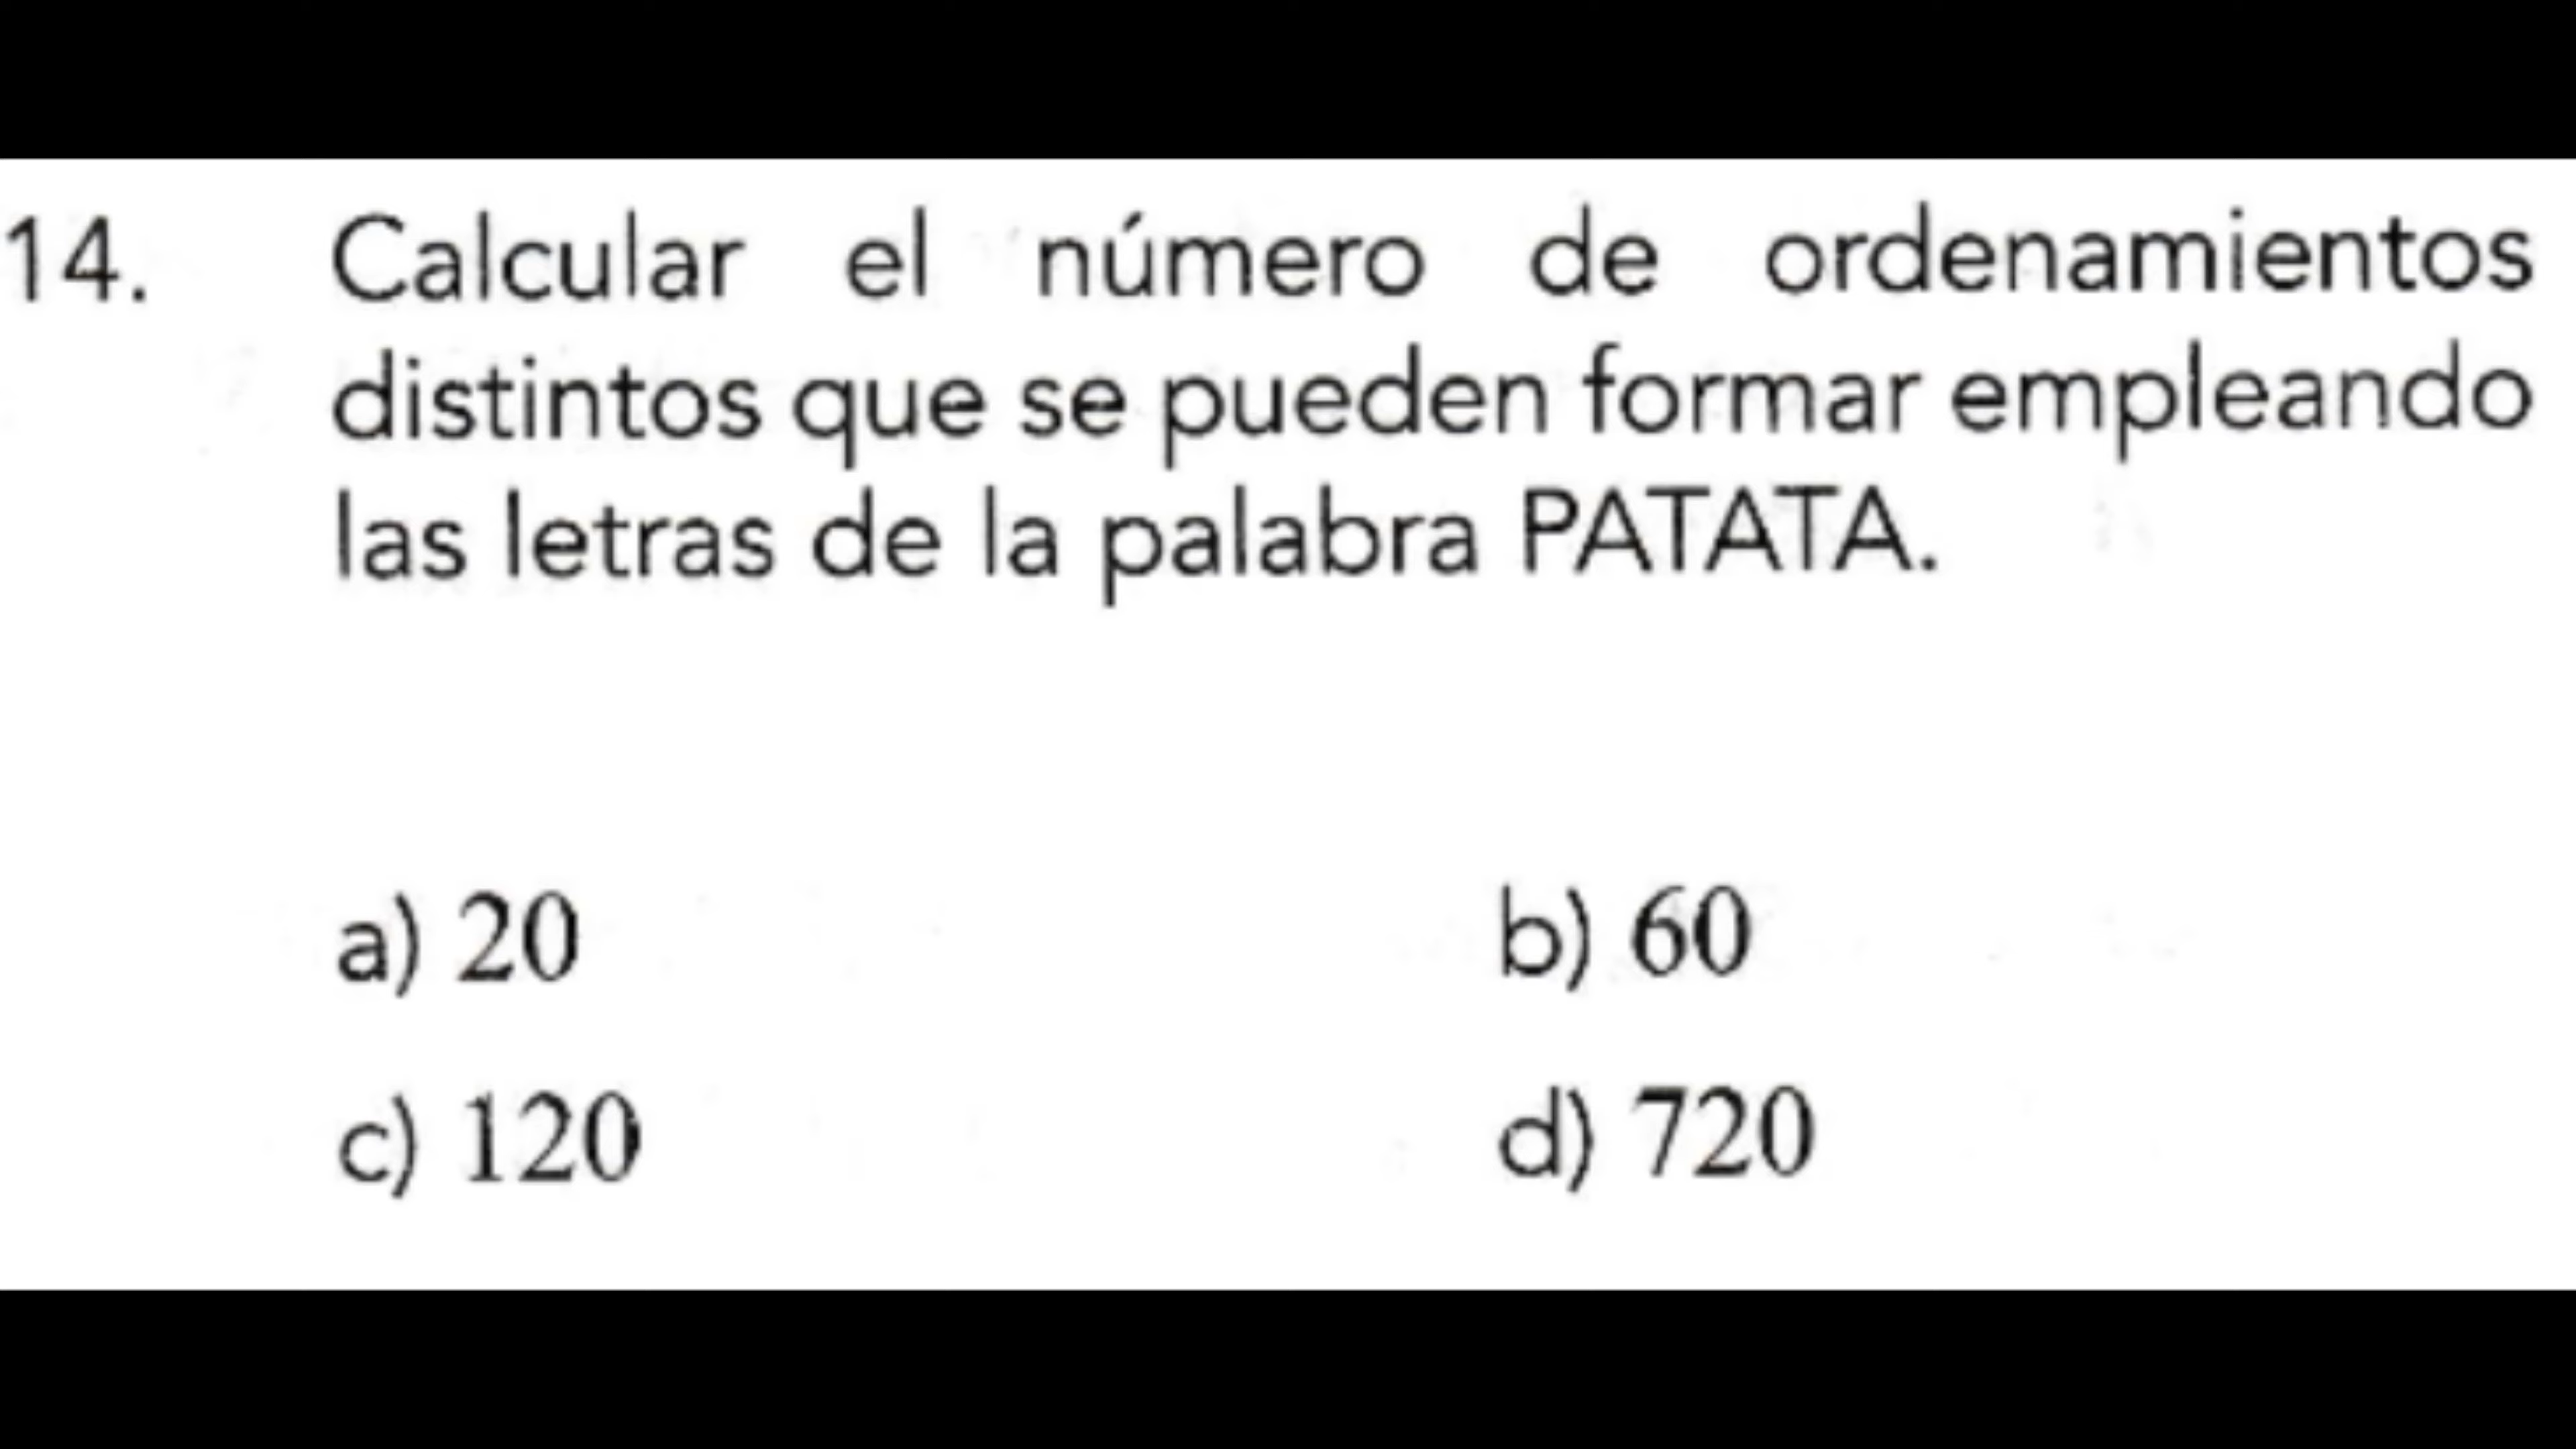 14. Calcular el número de ordenamientos
distintos que se pueden formar empleando
las letras de la palabra PATATA.
a) 20 b) 60
c) 120 d) 720